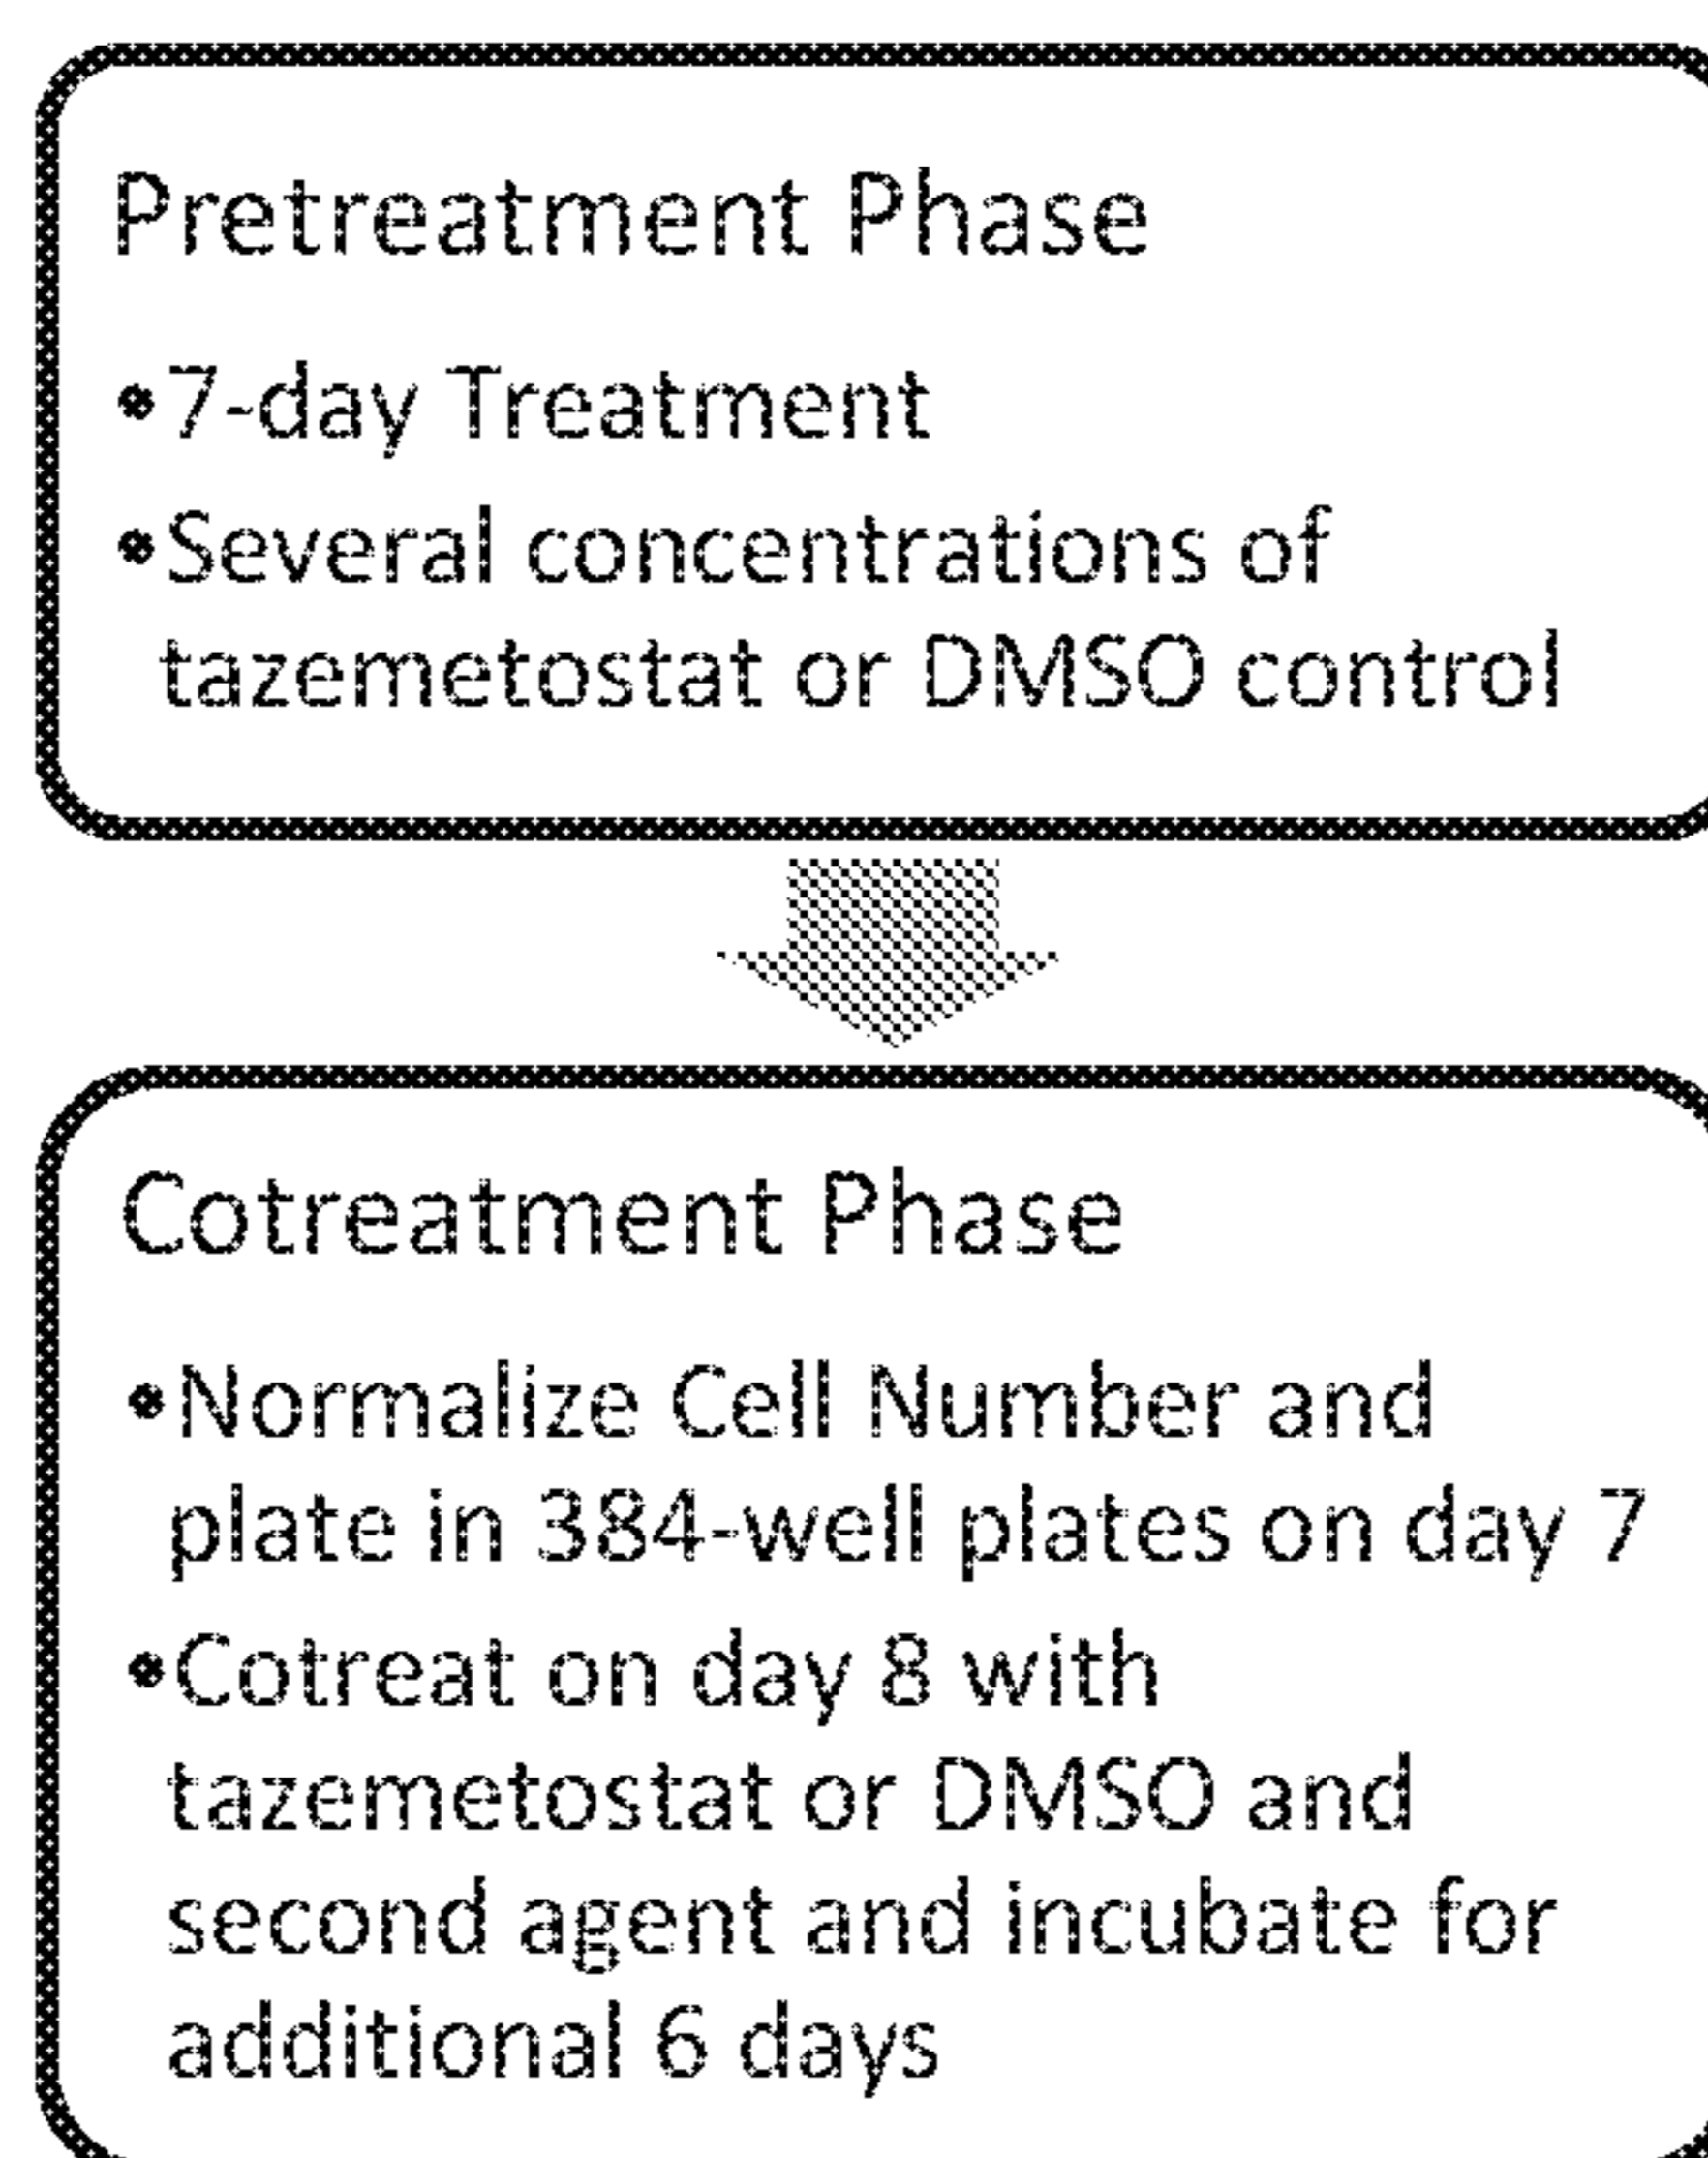 Pretreatment Phase
•7-day Treatment
•Several concentrations of
tazemetostat or DMSO control
Cotreatment Phase
•Normalize Cell Number and
plate in 384-well plates on day 7
•Cotreat on day 8 with
tazemetostat or DMSO and
second agent and incubate for
additional 6 days